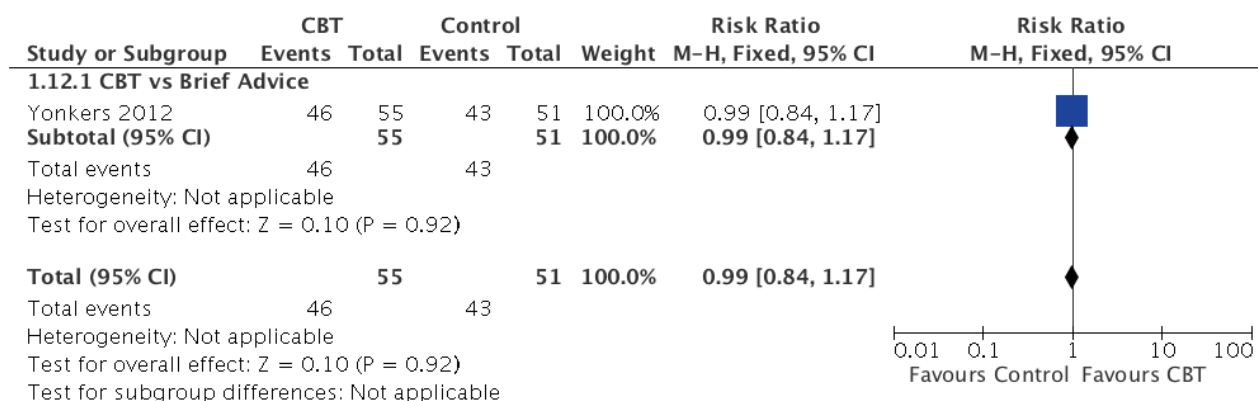 CBT Control Risk Ratio Risk Ratio
Study or Subgroup Events Total Events Total Weight M-H, Fixed, 95% CI M-H, Fixed, 95% CI
1.12.1 CBT vs Brief Advice
Yonkers 2012 46 55 43 51 100.0% 0.99 [0.84, 1.17]
Subtotal (95% CI) 55 51 100.0% 0.99 [0.84, 1.17]
Total events 46 43
Heterogeneity: Not applicable
Test for overall effect: Z = 0.10 (P = 0.92)
Total (95% CI) 55 51 100.0% 0.99 [0.84, 1.17]
Total events 46 43
Heterogeneity: Not applicable
Test for overall effect: Z = 0.10 (P = 0.92)
Test for subgroup differences: Not applicable
0.01 0.1 1 10 100
Favours Control Favours CBT